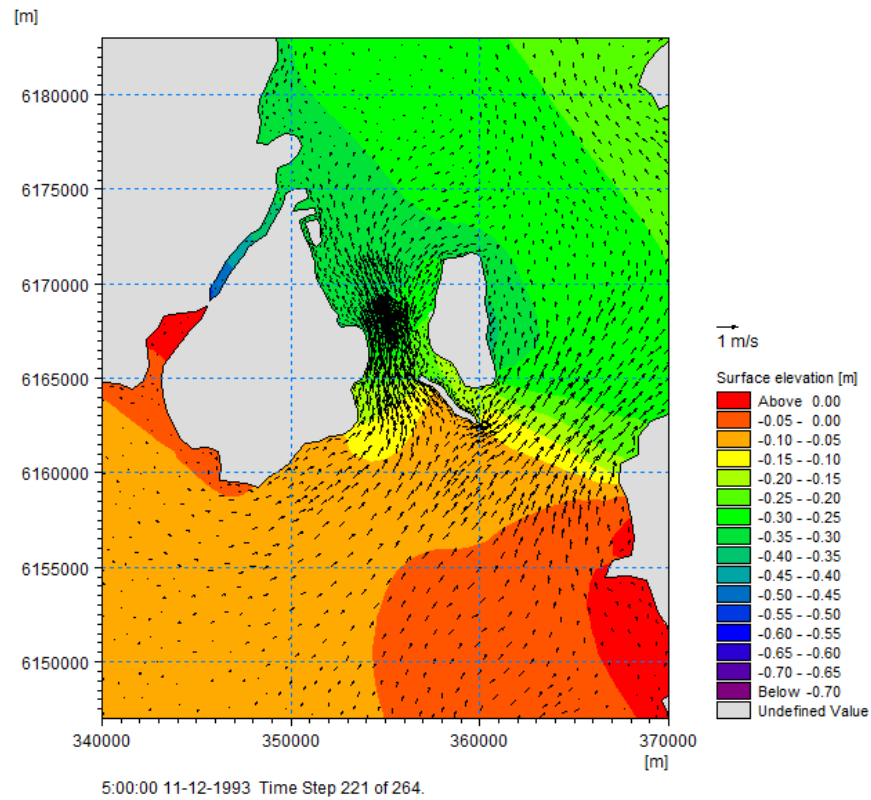 [m]
6180000
6175000
6170000
6165000
6160000
6155000
6150000
340000 350000 360000 370000
[m]
5:00:00 11-12-1993 Time Step 221 of 264.
1 m/s
Surface elevation [m]
Above 0.00
-0.05 - 0.00
-0.10 - -0.05
-0.15 - -0.10
-0.20 - -0.15
-0.25 - -0.20
-0.30 - -0.25
-0.35 - -0.30
-0.40 - -0.35
-0.45 - -0.40
-0.50 - -0.45
-0.55 - -0.50
-0.60 - -0.55
-0.65 - -0.60
-0.70 - -0.65
Below -0.70
Undefined Value